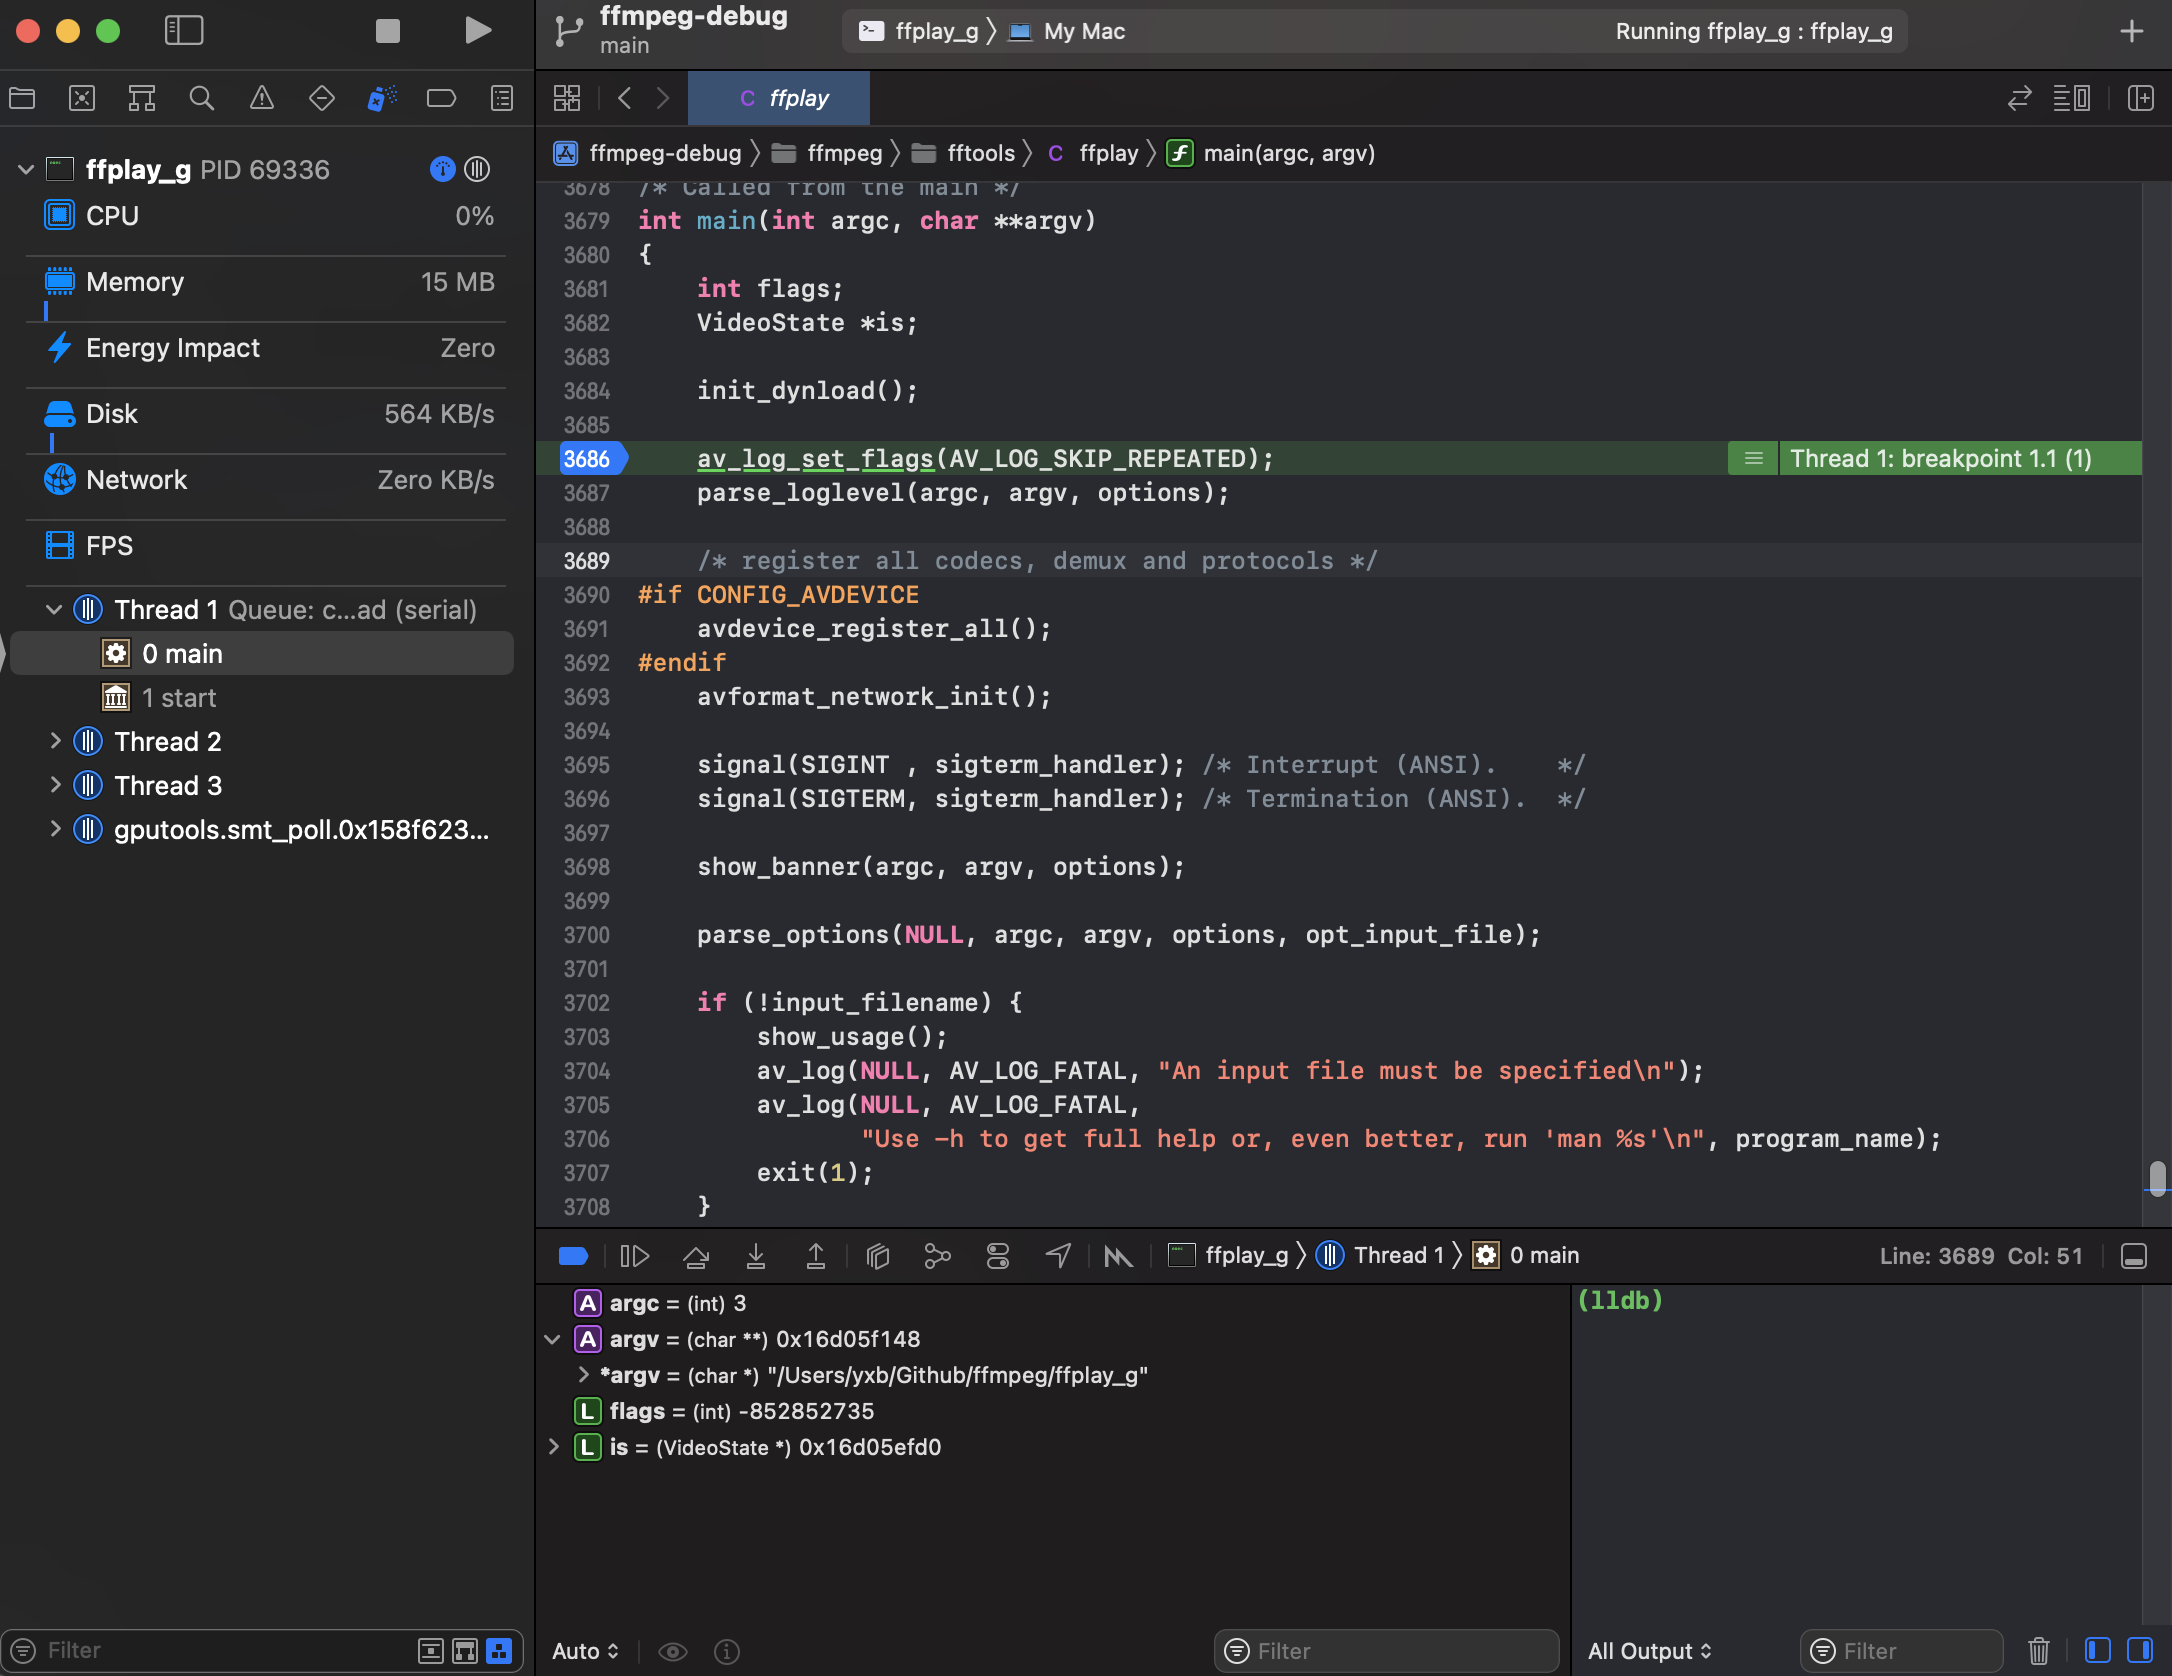 ffmpeg-debug
main
ffplay_g
My Mac
Running ffplay_g : ffplay_g
C ffplay
ffmpeg-debug ffmpeg fftools C ffplay f main(argc, argv)
ffplay_g PID 69336
CPU 0%
Memory 15 MB
Energy Impact Zero
Disk 564 KB/s
Network Zero KB/s
FPS
Thread 1 Queue: c...ad (serial)
0 main
1 start
Thread 2
Thread 3
gputools.smt_poll.0x158f623...
Filter
3678 /* Called from the main */
3679 int main(int argc, char **argv)
3680 {
3681     int flags;
3682     VideoState *is;
3683
3684     init_dynload();
3685
3686     av_log_set_flags(AV_LOG_SKIP_REPEATED); Thread 1: breakpoint 1.1 (1)
3687     parse_loglevel(argc, argv, options);
3688
3689     /* register all codecs, demux and protocols */
3690 #if CONFIG_AVDEVICE
3691     avdevice_register_all();
3692 #endif
3693     avformat_network_init();
3694
3695     signal(SIGINT , sigterm_handler); /* Interrupt (ANSI).    */
3696     signal(SIGTERM, sigterm_handler); /* Termination (ANSI).  */
3697
3698     show_banner(argc, argv, options);
3699
3700     parse_options(NULL, argc, argv, options, opt_input_file);
3701
3702     if (!input_filename) {
3703         show_usage();
3704         av_log(NULL, AV_LOG_FATAL, "An input file must be specified\n");
3705         av_log(NULL, AV_LOG_FATAL,
3706                "Use -h to get full help or, even better, run 'man %s'\n", program_name);
3707         exit(1);
3708     }
ffplay_g Thread 1 0 main
Line: 3689 Col: 51
A argc = (int) 3
A argv = (char **) 0x16d05f148
*argv = (char *) "/Users/yxb/Github/ffmpeg/ffplay_g"
L flags = (int) -852852735
L is = (VideoState *) 0x16d05efd0
Auto
Filter
(lldb)
All Output
Filter